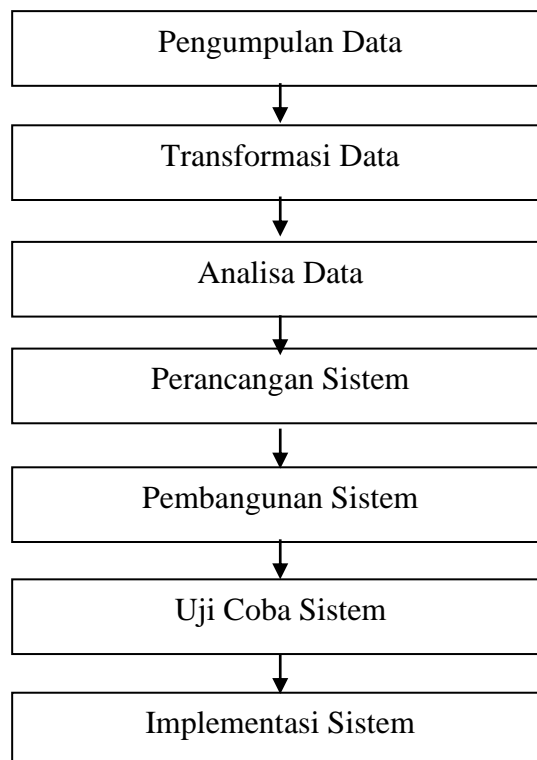 Pengumpulan Data
Transformasi Data
Analisa Data
Perancangan Sistem
Pembangunan Sistem
Uji Coba Sistem
Implementasi Sistem